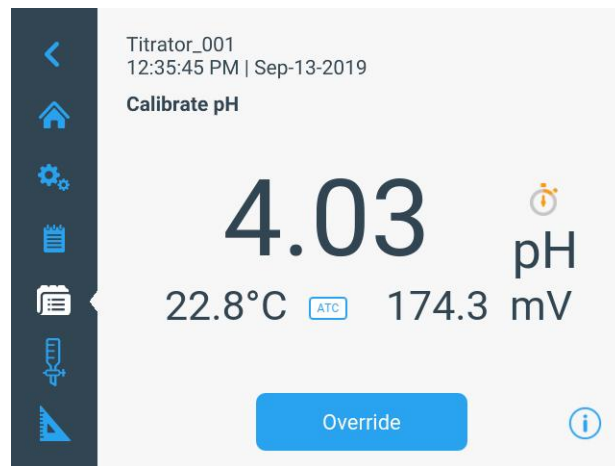 Titrator_001
12:35:45 PM | Sep-13-2019
Calibrate pH
4.03 pH
22.8°C ATC 174.3 mV
Override